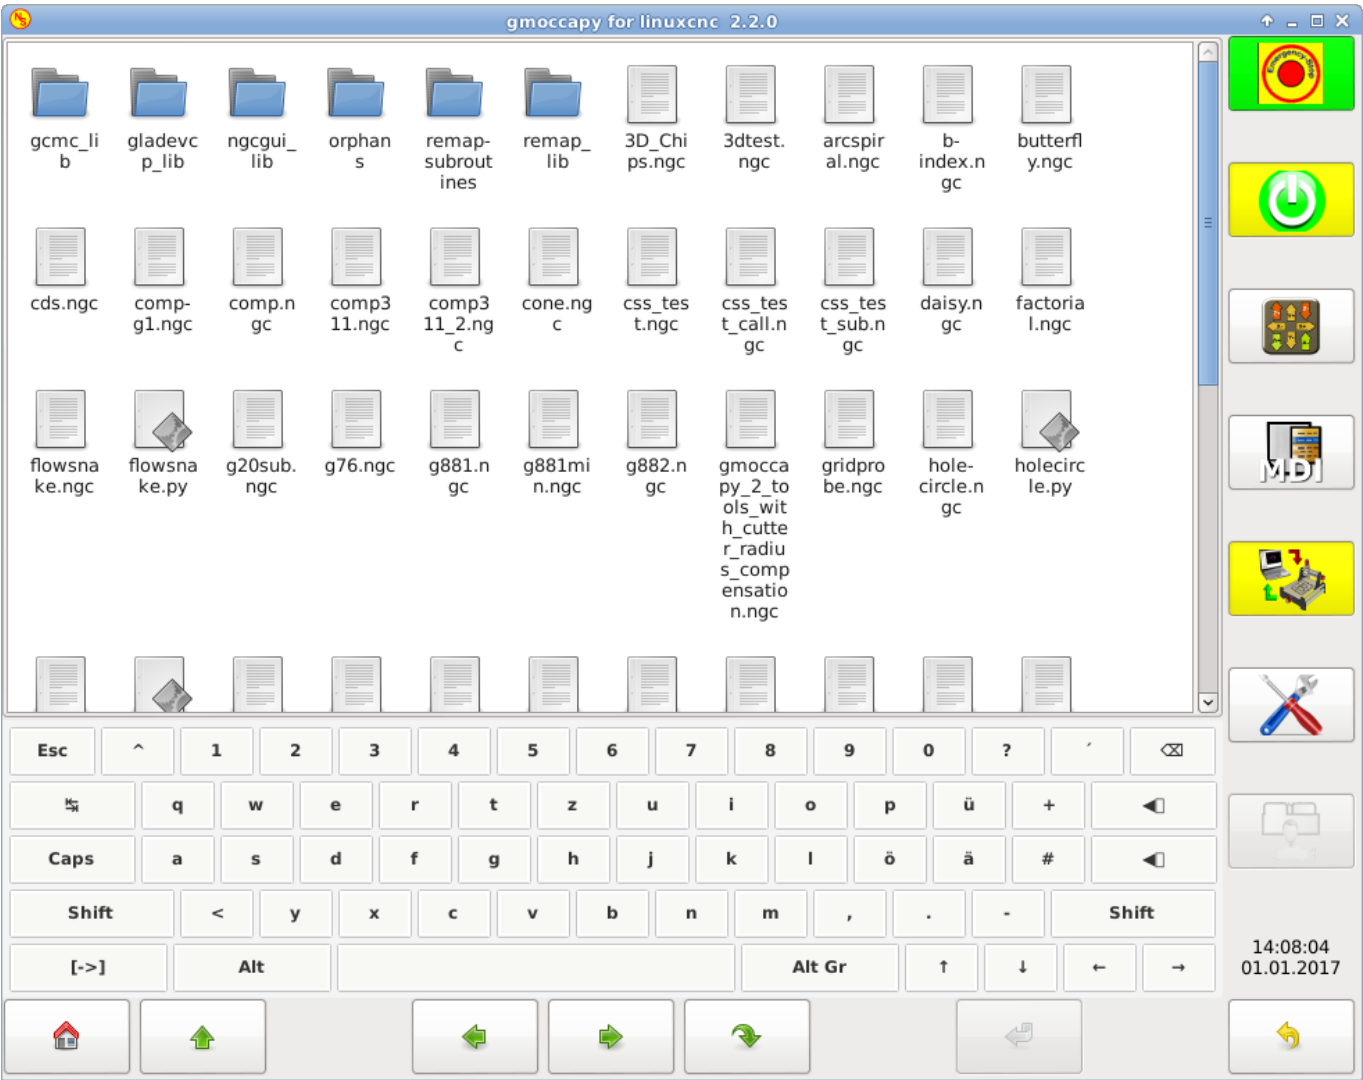 gmoccapy for linuxcnc 2.2.0
gcmc_li
b
gladevc
p_lib
ngcgui_
lib
orphan
s
remap-
subrout
ines
remap_
lib
3D_Chi
ps.ngc
3dtest.
ngc
arcspir
al.ngc
b-
index.n
gc
butterfl
y.ngc
cds.ngc
comp-
g1.ngc
comp.n
gc
comp3
11.ngc
comp3
11_2.ng
c
cone.ng
c
css_tes
t.ngc
css_tes
t_call.n
gc
css_tes
t_sub.n
gc
daisy.n
gc
factoria
l.ngc
flowsna
ke.ngc
flowsna
ke.py
g20sub.
ngc
g76.ngc
g881.n
gc
g881mi
n.ngc
g882.n
gc
gmocca
py_2_to
ols_wit
h_cutte
r_radiu
s_comp
ensatio
n.ngc
gridpro
be.ngc
hole-
circle.n
gc
holecirc
le.py
Emergency-Stop
MDI
Esc ^ 1 2 3 4 5 6 7 8 9 0 ? ´ ⌫
↹ q w e r t z u i o p ü +
Caps a s d f g h j k l ö ä #
Shift < y x c v b n m , . - Shift
[->] Alt Alt Gr ↑ ↓ ← →
14:08:04
01.01.2017